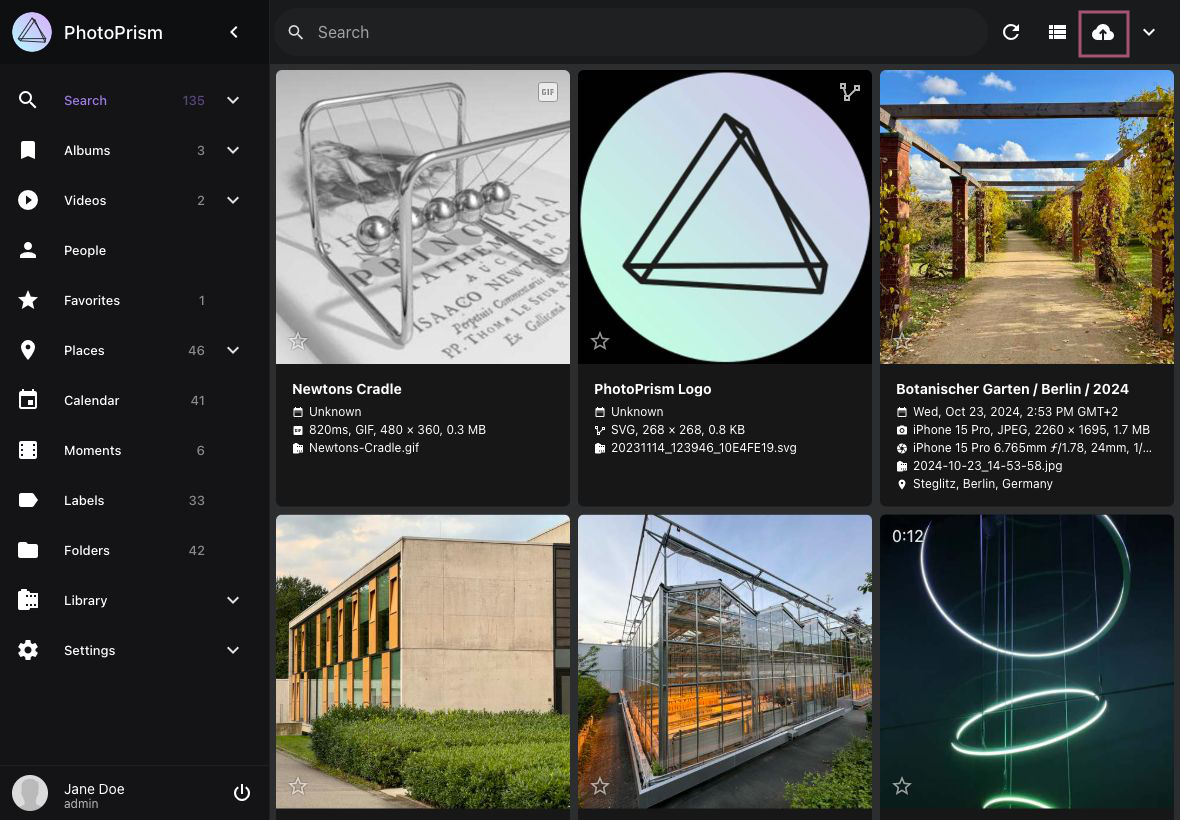 PhotoPrism
Search
Search 135
Albums 3
Videos 2
People
Favorites 1
Places 46
Calendar 41
Moments 6
Labels 33
Folders 42
Library
Settings
Jane Doe
admin
GIF
PRINC PIA
MATHEMATICA
AUC
ISAACO NEWTONO
Perpetuis Commentariis
PP. THOMÆ LE SEUR &
Ex Gallicana
Newtons Cradle
Unknown
820ms, GIF, 480 × 360, 0.3 MB
Newtons-Cradle.gif
PhotoPrism Logo
Unknown
SVG, 268 × 268, 0.8 KB
20231114_123946_10E4FE19.svg
Botanischer Garten / Berlin / 2024
Wed, Oct 23, 2024, 2:53 PM GMT+2
iPhone 15 Pro, JPEG, 2260 × 1695, 1.7 MB
iPhone 15 Pro 6.765mm ƒ/1.78, 24mm, 1/...
2024-10-23_14-53-58.jpg
Steglitz, Berlin, Germany
0:12